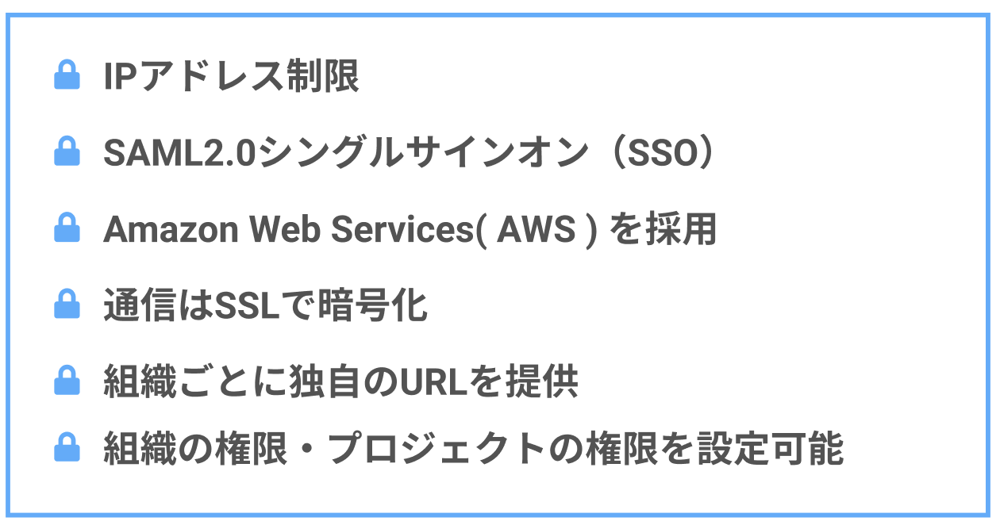 IPアドレス制限
SAML2.0シングルサインオン（SSO）
Amazon Web Services( AWS ) を採用
通信はSSLで暗号化
組織ごとに独自のURLを提供
組織の権限・プロジェクトの権限を設定可能